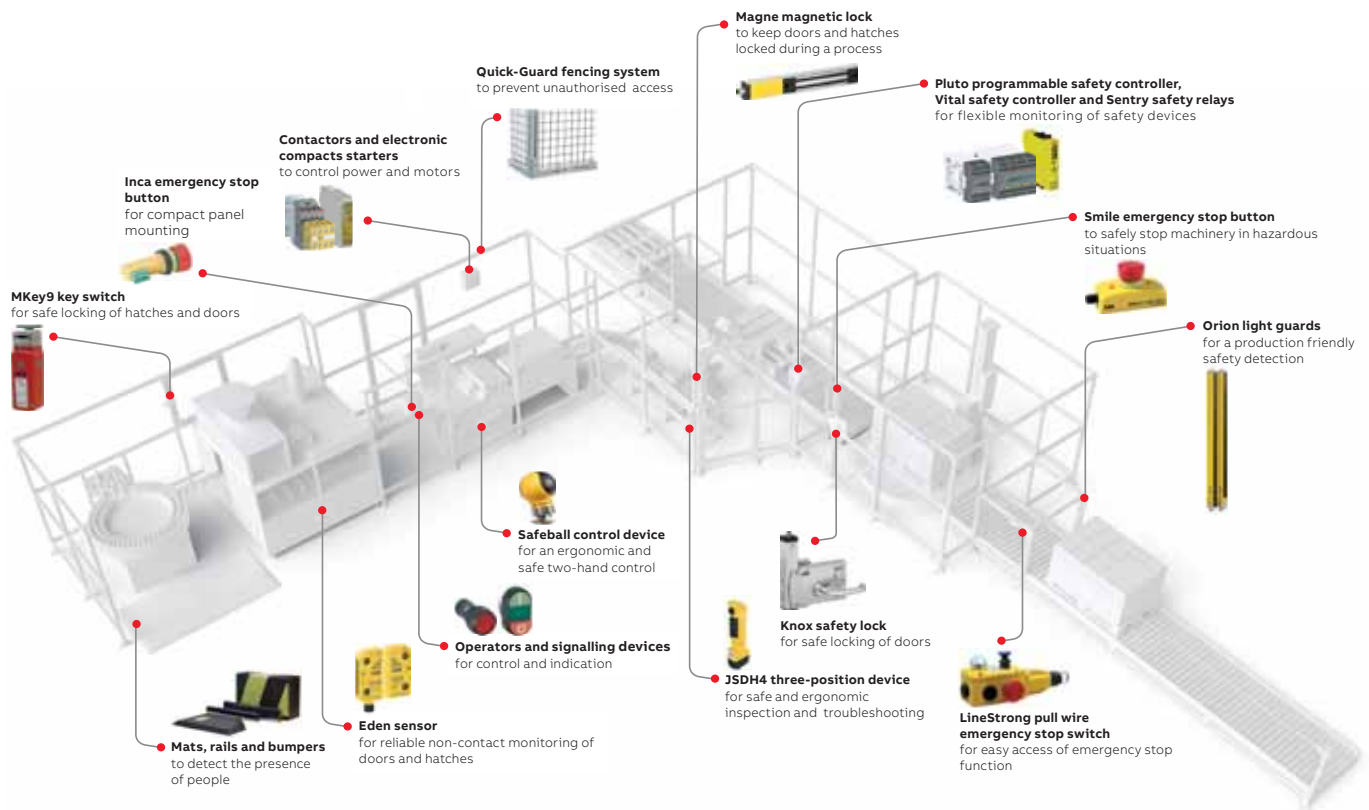 Magne magnetic lock
to keep doors and hatches
locked during a process
Quick-Guard fencing system
to prevent unauthorised access
Pluto programmable safety controller,
Vital safety controller and Sentry safety relays
for flexible monitoring of safety devices
Contactors and electronic
compacts starters
to control power and motors
Inca emergency stop
button
for compact panel
mounting
Smile emergency stop button
to safely stop machinery in hazardous
situations
MKey9 key switch
for safe locking of hatches and doors
Orion light guards
for a production friendly
safety detection
Safeball control device
for an ergonomic and
safe two-hand control
Knox safety lock
for safe locking of doors
Operators and signalling devices
for control and indication
JSDH4 three-position device
for safe and ergonomic
inspection and troubleshooting
LineStrong pull wire
emergency stop switch
for easy access of emergency stop
function
Eden sensor
for reliable non-contact monitoring of
doors and hatches
Mats, rails and bumpers
to detect the presence
of people